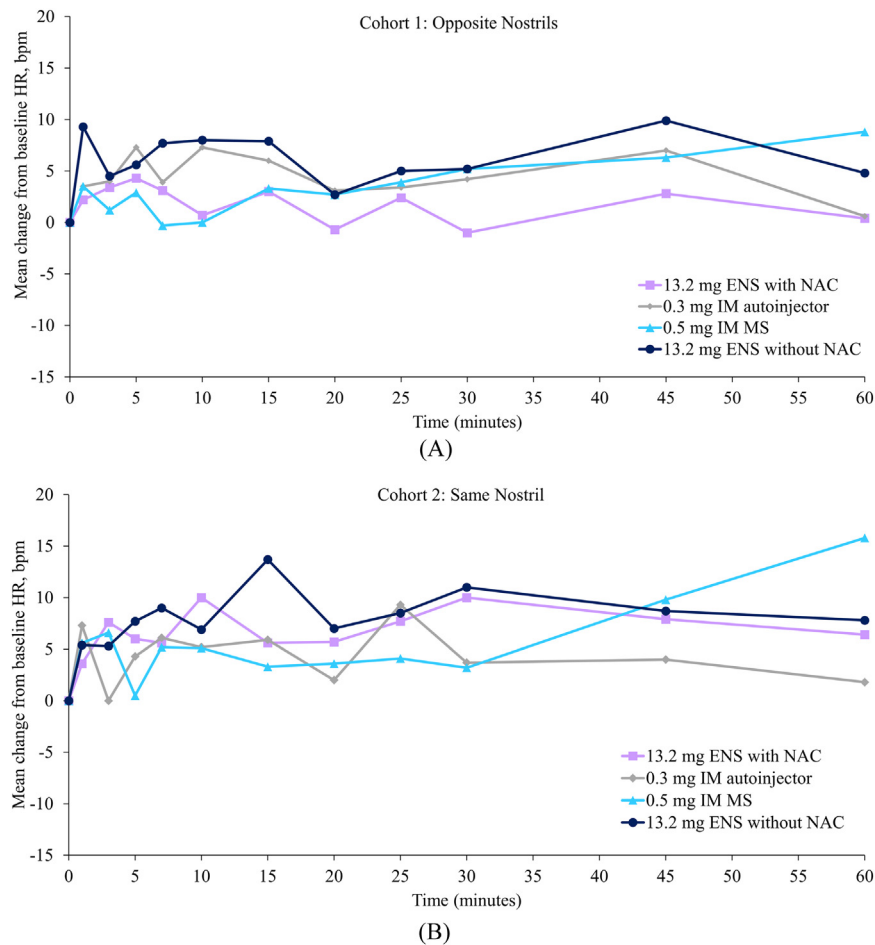 Cohort 1: Opposite Nostrils
Mean change from baseline HR, bpm
20
15
10
5
0
-5
-10
-15
13.2 mg ENS with NAC
0.3 mg IM autoinjector
0.5 mg IM MS
13.2 mg ENS without NAC
0 5 10 15 20 25 30 35 40 45 50 55 60
Time (minutes)
(A)
Cohort 2: Same Nostril
Mean change from baseline HR, bpm
20
15
10
5
0
-5
-10
-15
13.2 mg ENS with NAC
0.3 mg IM autoinjector
0.5 mg IM MS
13.2 mg ENS without NAC
0 5 10 15 20 25 30 35 40 45 50 55 60
Time (minutes)
(B)